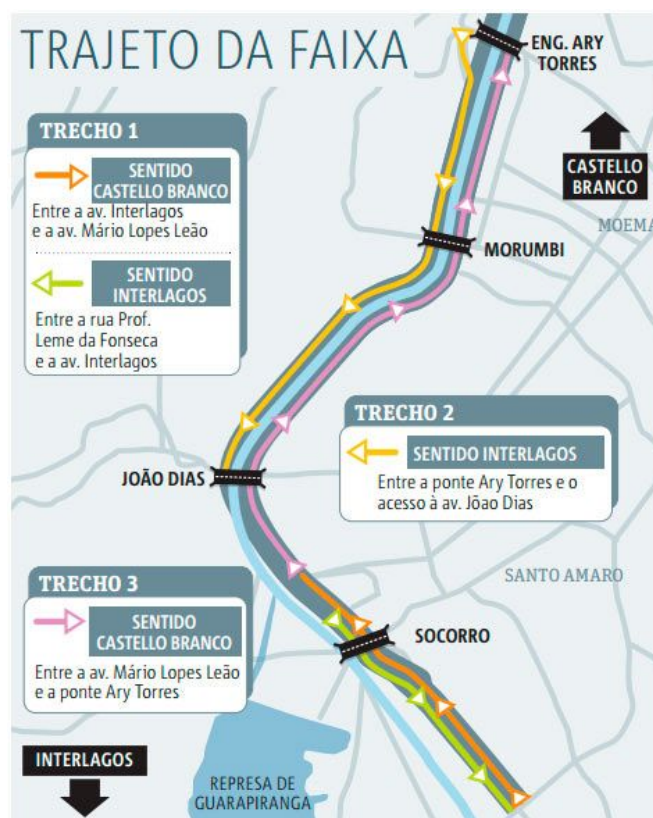 TRAJETO DA FAIXA
ENG. ARY
TORRES
TRECHO 1
SENTIDO
CASTELLO BRANCO
Entre a av. Interlagos
e a av. Mário Lopes Leão
SENTIDO
INTERLAGOS
Entre a rua Prof.
Leme da Fonseca
e a av. Interlagos
CASTELLO
BRANCO
MOEMA
MORUMBI
TRECHO 2
SENTIDO INTERLAGOS
Entre a ponte Ary Torres e o
acesso à av. Jõao Dias
JOÃO DIAS
SANTO AMARO
TRECHO 3
SENTIDO
CASTELLO BRANCO
Entre a av. Mário Lopes Leão
e a ponte Ary Torres
SOCORRO
INTERLAGOS
REPRESA DE
GUARAPIRANGA